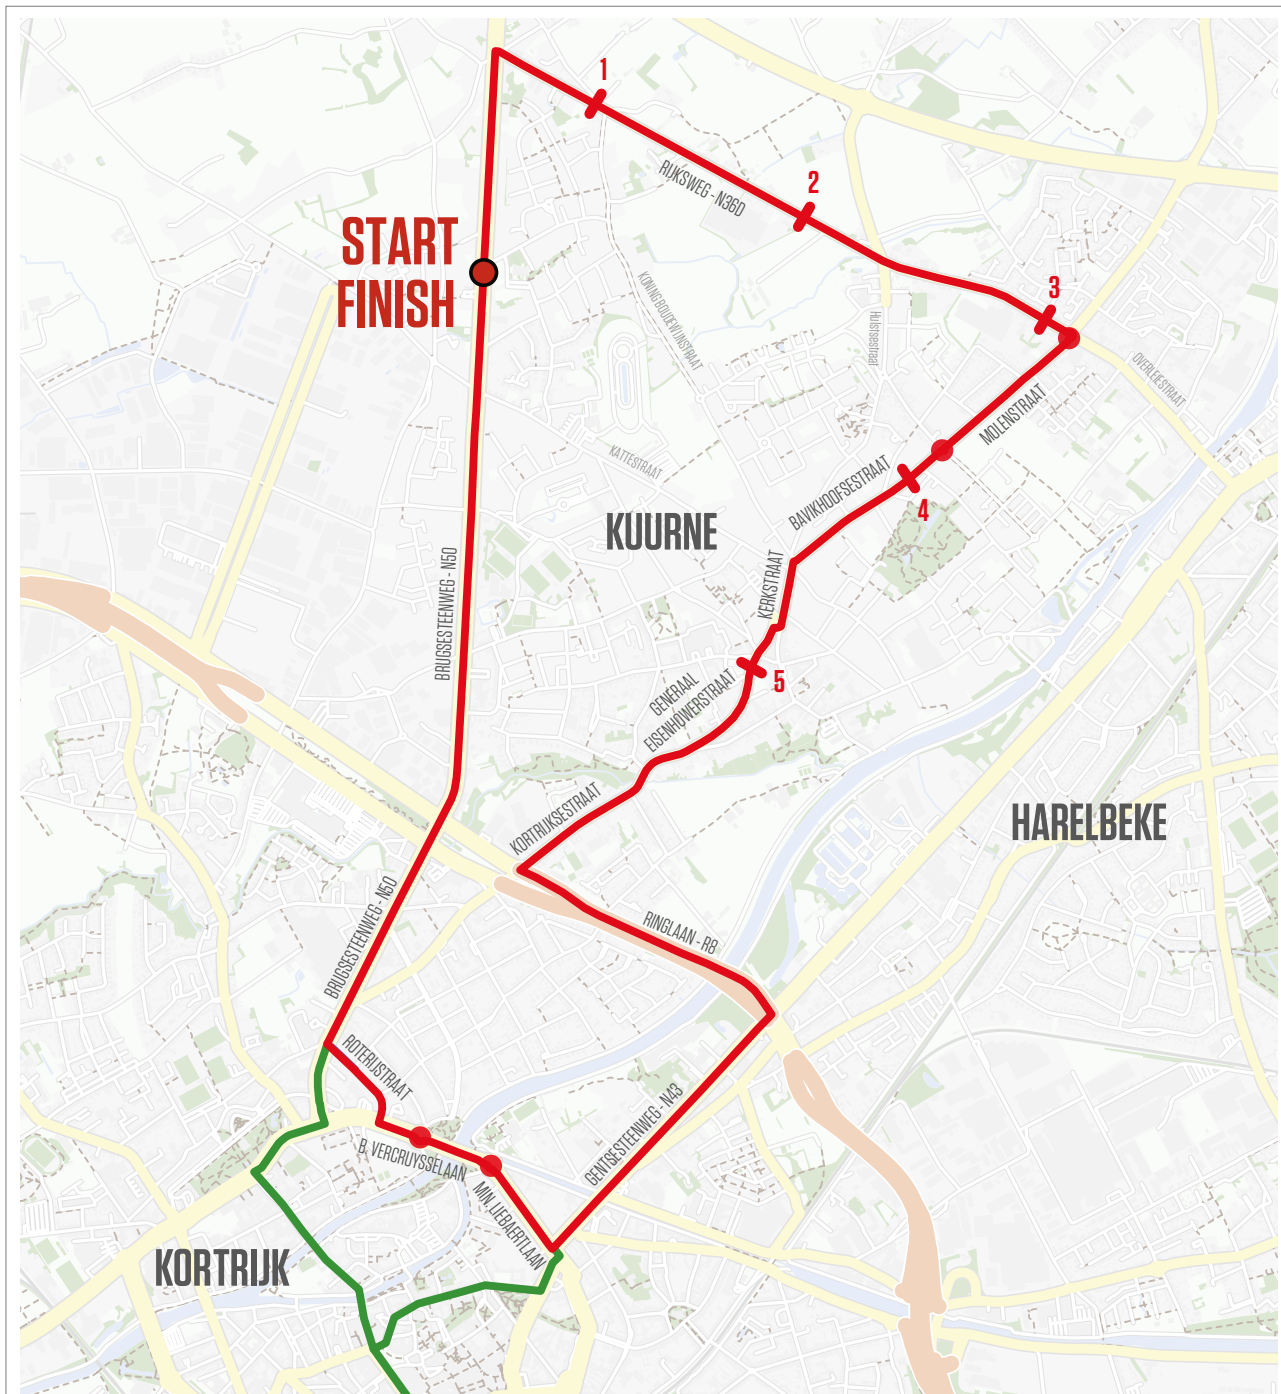 1
RIJKSWEG - N36D
2
START
FINISH
KONING BOUDEWIJNSTRAAT
3
Hulstsestraat
OVERLEIESTRAAT
MOLENSTRAAT
KATTESTRAAT
BAVIKHOOFSESTRAAT
4
KUURNE
BRUGSESTEENWEG - N50
KERKSTRAAT
5
GENERAAL
EISENHOWERSTRAAT
KORTRIJKSESTRAAT
HARELBEKE
BRUGSESTEENWEG - N50
RINGLAAN - R8
ROTERIJSTRAAT
B. VERCRUYSSELAAN
GENTSESTEENWEG - N43
MIN. LIEBAERTLAAN
KORTRIJK